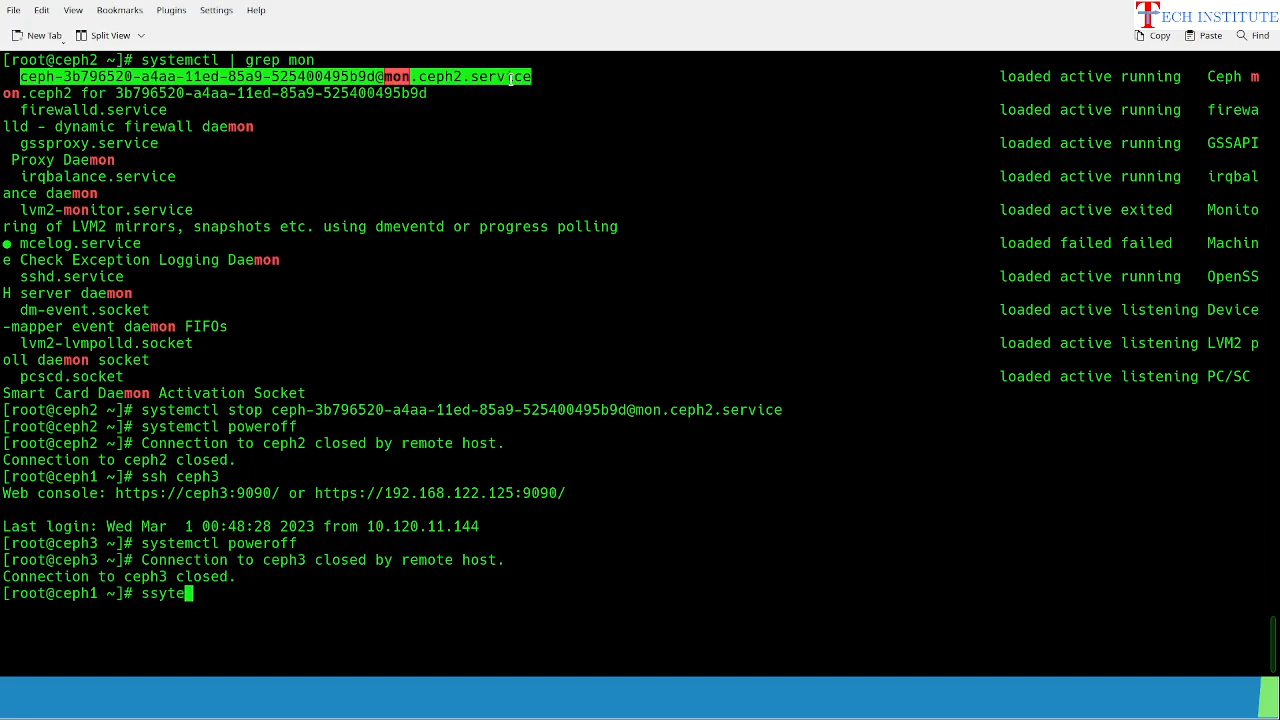 File Edit View Bookmarks Plugins Settings Help
TECH INSTITUTE
New Tab Split View Copy Paste Find
[root@ceph2 ~]# systemctl | grep mon
ceph-3b796520-a4aa-11ed-85a9-525400495b9d@mon.ceph2.service loaded active running Ceph m
on.ceph2 for 3b796520-a4aa-11ed-85a9-525400495b9d
firewalld.service loaded active running firewa
lld - dynamic firewall daemon
gssproxy.service loaded active running GSSAPI
Proxy Daemon
irqbalance.service loaded active running irqbal
ance daemon
lvm2-monitor.service loaded active exited Monito
ring of LVM2 mirrors, snapshots etc. using dmeventd or progress polling
● mcelog.service loaded failed failed Machin
e Check Exception Logging Daemon
sshd.service loaded active running OpenSS
H server daemon
dm-event.socket loaded active listening Device
-mapper event daemon FIFOs
lvm2-lvmpolld.socket loaded active listening LVM2 p
oll daemon socket
pcscd.socket loaded active listening PC/SC
Smart Card Daemon Activation Socket
[root@ceph2 ~]# systemctl stop ceph-3b796520-a4aa-11ed-85a9-525400495b9d@mon.ceph2.service
[root@ceph2 ~]# systemctl poweroff
[root@ceph2 ~]# Connection to ceph2 closed by remote host.
Connection to ceph2 closed.
[root@ceph1 ~]# ssh ceph3
Web console: https://ceph3:9090/ or https://192.168.122.125:9090/
Last login: Wed Mar  1 00:48:28 2023 from 10.120.11.144
[root@ceph3 ~]# systemctl poweroff
[root@ceph3 ~]# Connection to ceph3 closed by remote host.
Connection to ceph3 closed.
[root@ceph1 ~]# ssyte